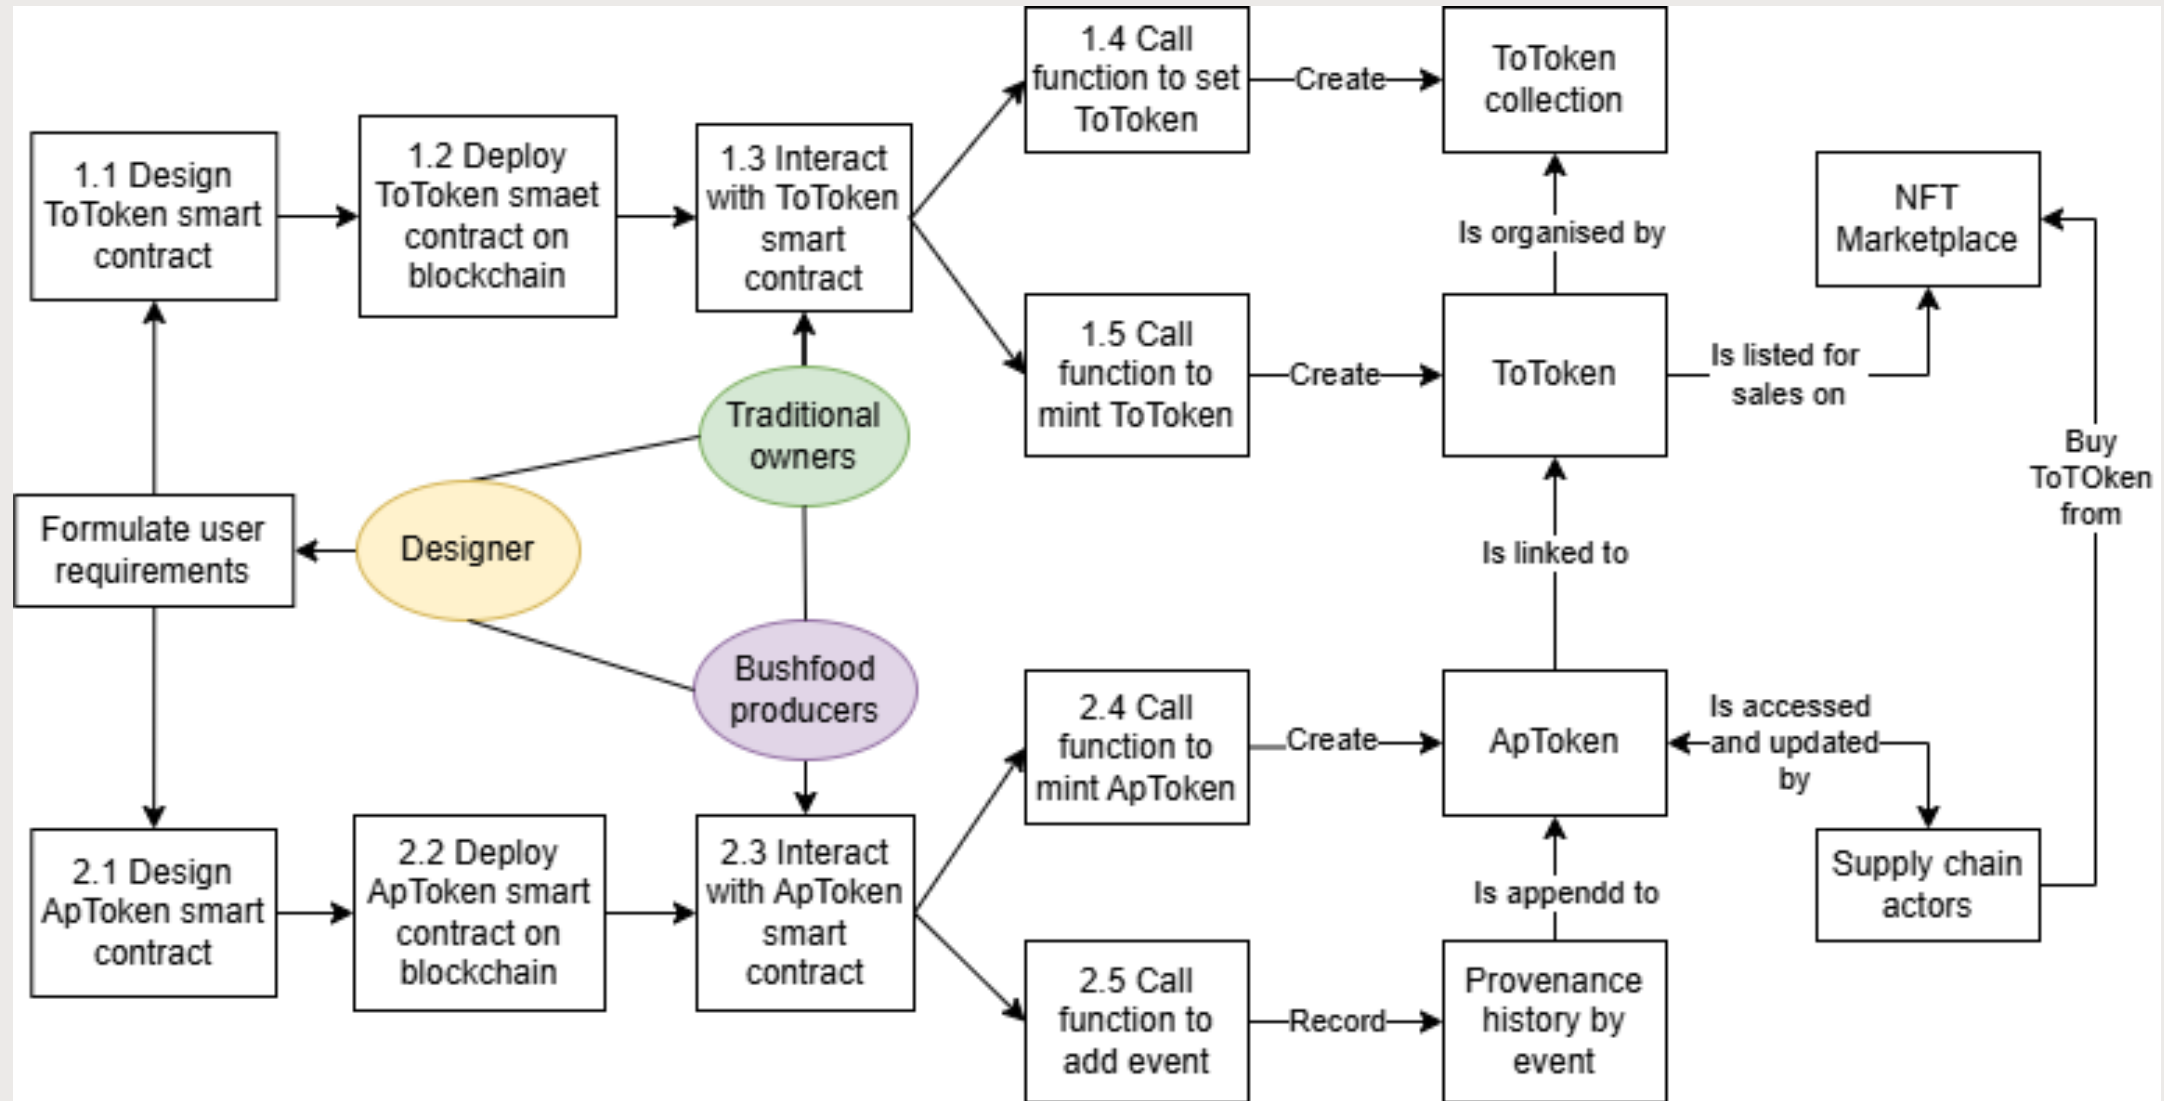 1.1 Design
ToToken smart
contract
1.2 Deploy
ToToken smaet
contract on
blockchain
1.3 Interact
with ToToken
smart
contract
1.4 Call
function to set
ToToken
Create
ToToken
collection
Is organised by
1.5 Call
function to
mint ToToken
Create
ToToken
Is listed for
sales on
NFT
Marketplace
Buy
ToTOken
from
Traditional
owners
Formulate user
requirements
Designer
Is linked to
Bushfood
producers
2.1 Design
ApToken smart
contract
2.2 Deploy
ApToken smart
contract on
blockchain
2.3 Interact
with ApToken
smart
contract
2.4 Call
function to
mint ApToken
Create
ApToken
Is accessed
and updated
by
Supply chain
actors
Is appendd to
2.5 Call
function to
add event
Record
Provenance
history by
event